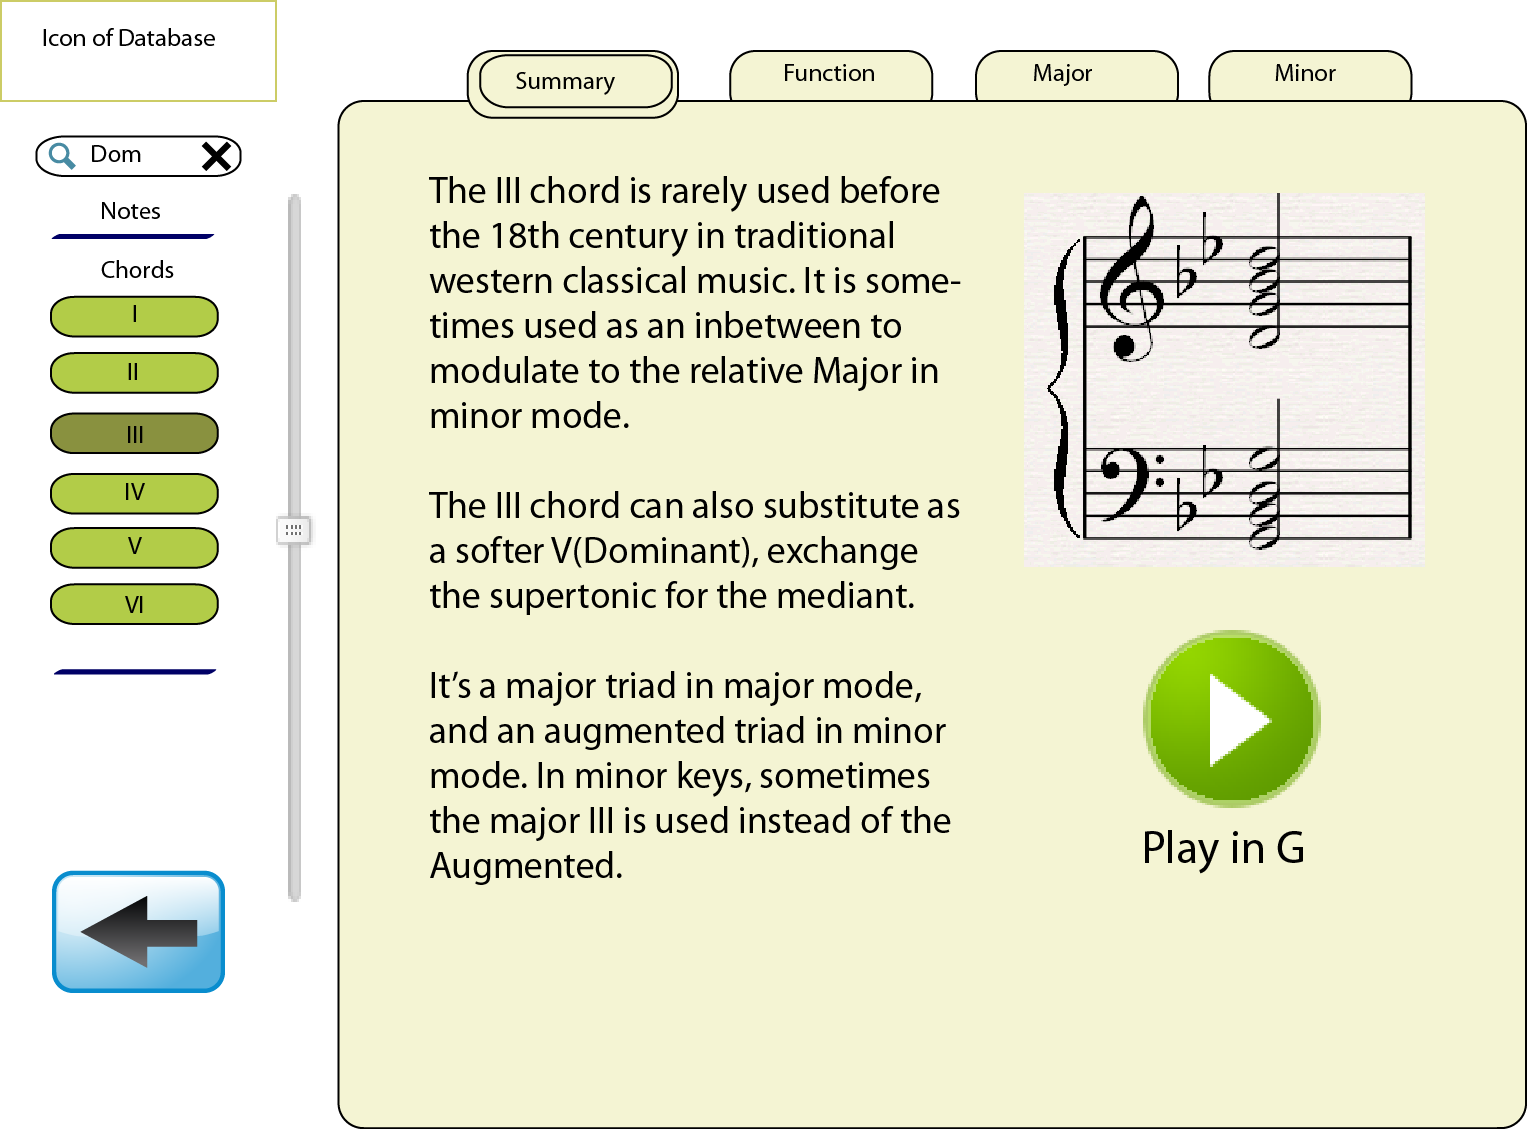 Icon of Database
Dom
Notes
Chords
I
II
III
IV
V
VI
Summary
Function
Major
Minor
The III chord is rarely used before
the 18th century in traditional
western classical music. It is some-
times used as an inbetween to
modulate to the relative Major in
minor mode.
The III chord can also substitute as
a softer V(Dominant), exchange
the supertonic for the mediant.
It’s a major triad in major mode,
and an augmented triad in minor
mode. In minor keys, sometimes
the major III is used instead of the
Augmented.
Play in G